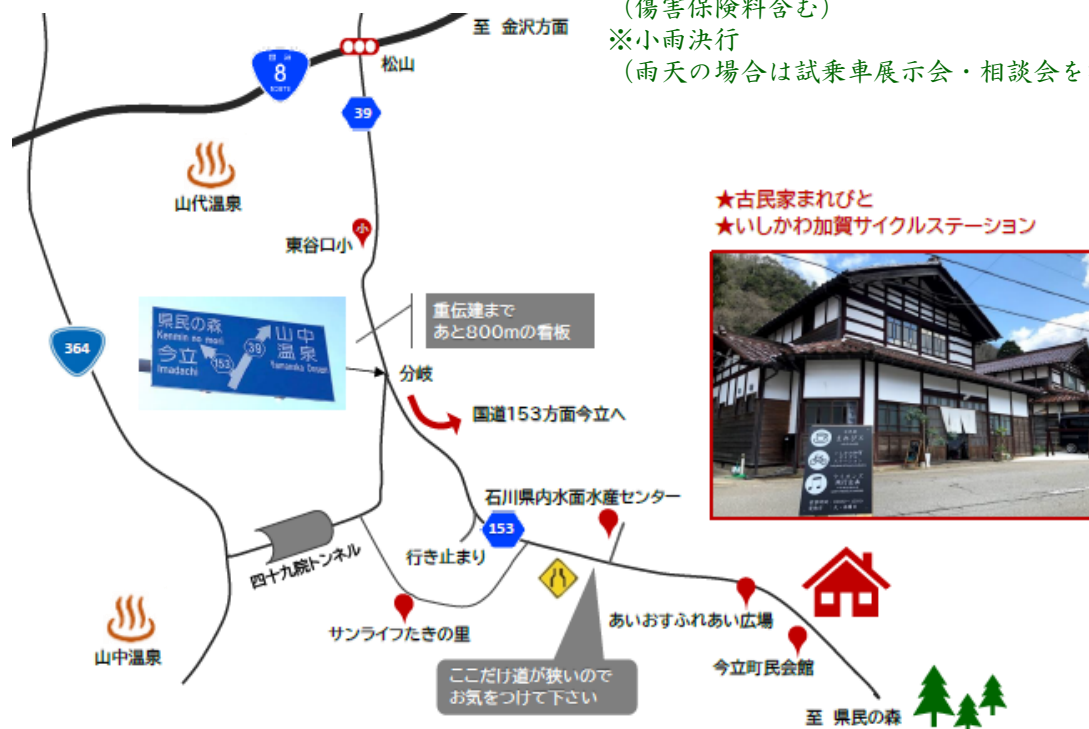 (傷害保険料含む)
※小雨決行
(雨天の場合は試乗車展示会・相談会を
至 金沢方面
8
松山
39
山代温泉
東谷口小
小
★古民家まれびと
★いしかわ加賀サイクルステーション
364
県民の森
Kenmin no mori
今立
Imadachi
153
39
山中
温泉
Yamanaka Onsen
重伝建まで
あと800mの看板
分岐
国道153方面今立へ
石川県内水面水産センター
153
行き止まり
四十九院トンネル
サンライフたきの里
山中温泉
あいおすふれあい広場
今立町民会館
ここだけ道が狭いので
お気をつけて下さい
至 県民の森